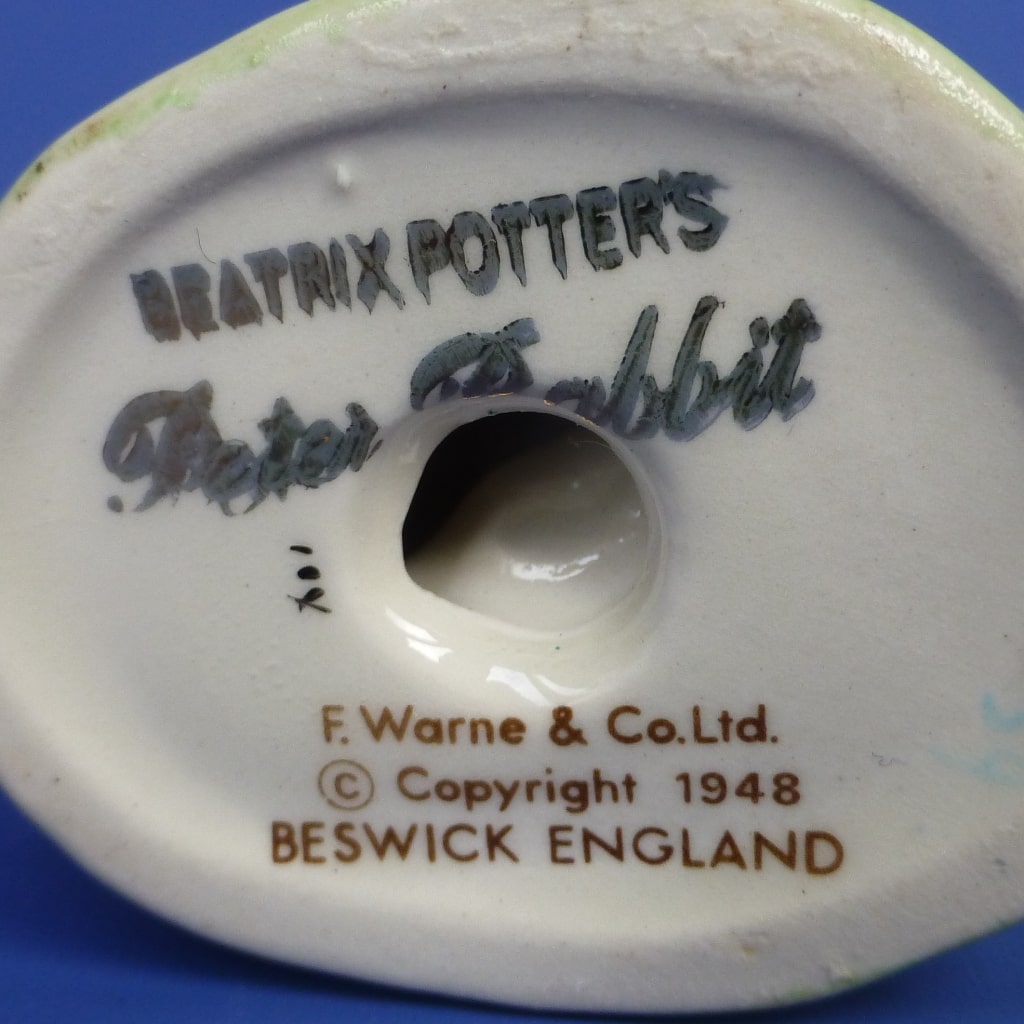 BEATRIX POTTER'S
Peter Rabbit
F. Warne & Co. Ltd.
© Copyright 1948
BESWICK ENGLAND